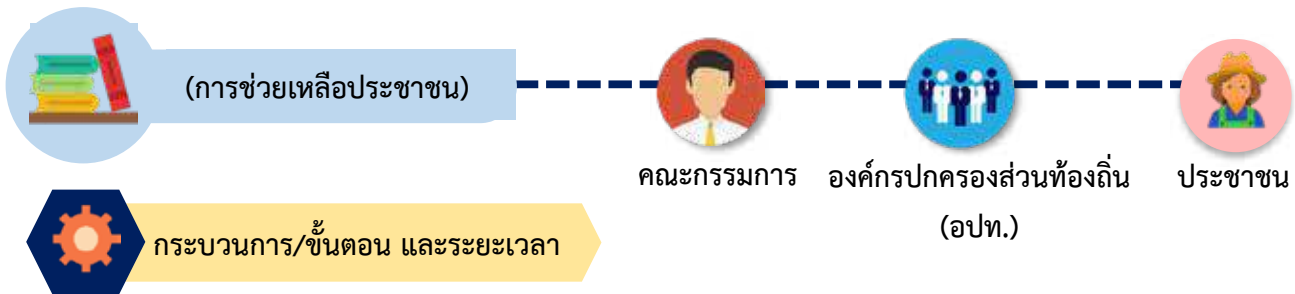 (การช่วยเหลือประชาชน)
คณะกรรมการ
องค์กรปกครองส่วนท้องถิ่น
(อปท.)
ประชาชน
กระบวนการ/ขั้นตอน และระยะเวลา